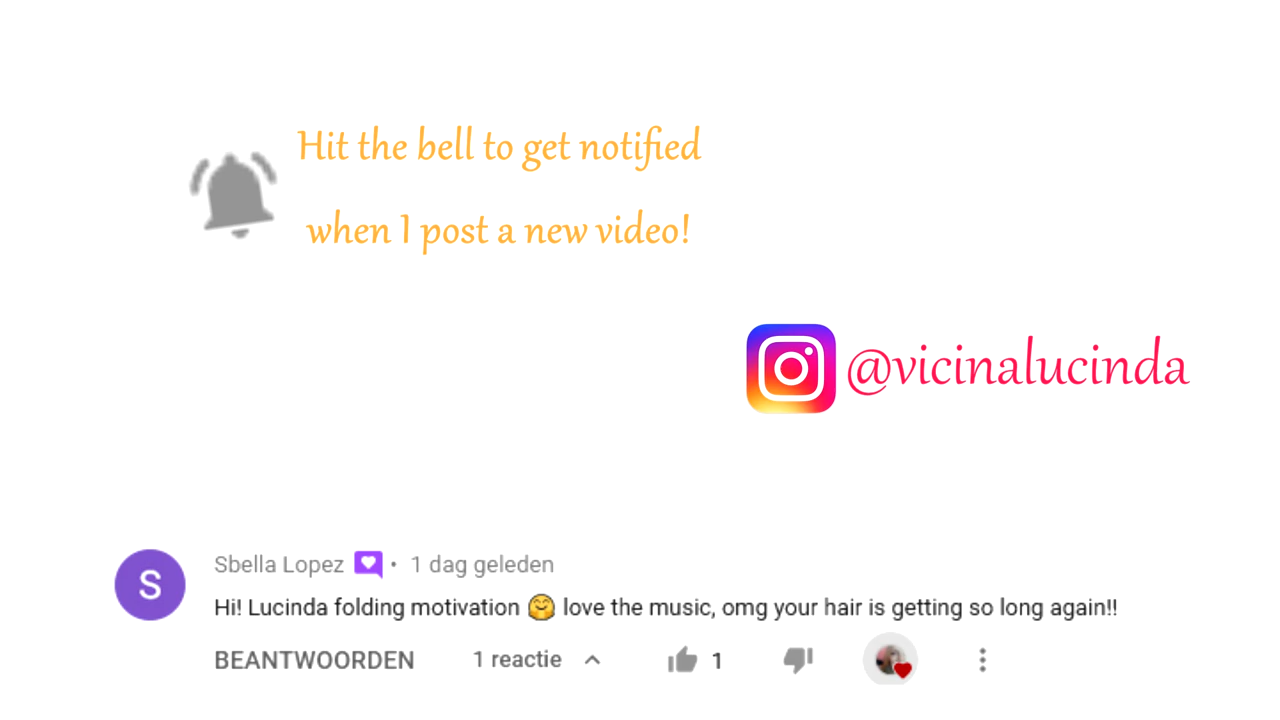 Hit the bell to get notified
when I post a new video!
@vicinalucinda
S
Sbella Lopez • 1 dag geleden
Hi! Lucinda folding motivation 🤗 love the music, omg your hair is getting so long again!!
BEANTWOORDEN 1 reactie 1